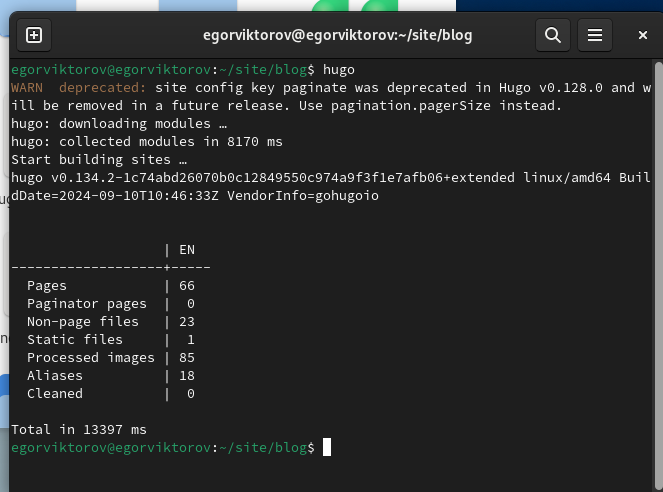 egorviktorov@egorviktorov:~/site/blog
egorviktorov@egorviktorov:~/site/blog$ hugo
WARN  deprecated: site config key paginate was deprecated in Hugo v0.128.0 and w
ill be removed in a future release. Use pagination.pagerSize instead.
hugo: downloading modules …
hugo: collected modules in 8170 ms
Start building sites …
hugo v0.134.2-1c74abd26070b0c12849550c974a9f3f1e7afb06+extended linux/amd64 Buil
dDate=2024-09-10T10:46:33Z VendorInfo=gohugoio
                   | EN
-------------------+-----
  Pages            | 66
  Paginator pages  |  0
  Non-page files   | 23
  Static files     |  1
  Processed images | 85
  Aliases          | 18
  Cleaned          |  0
Total in 13397 ms
egorviktorov@egorviktorov:~/site/blog$